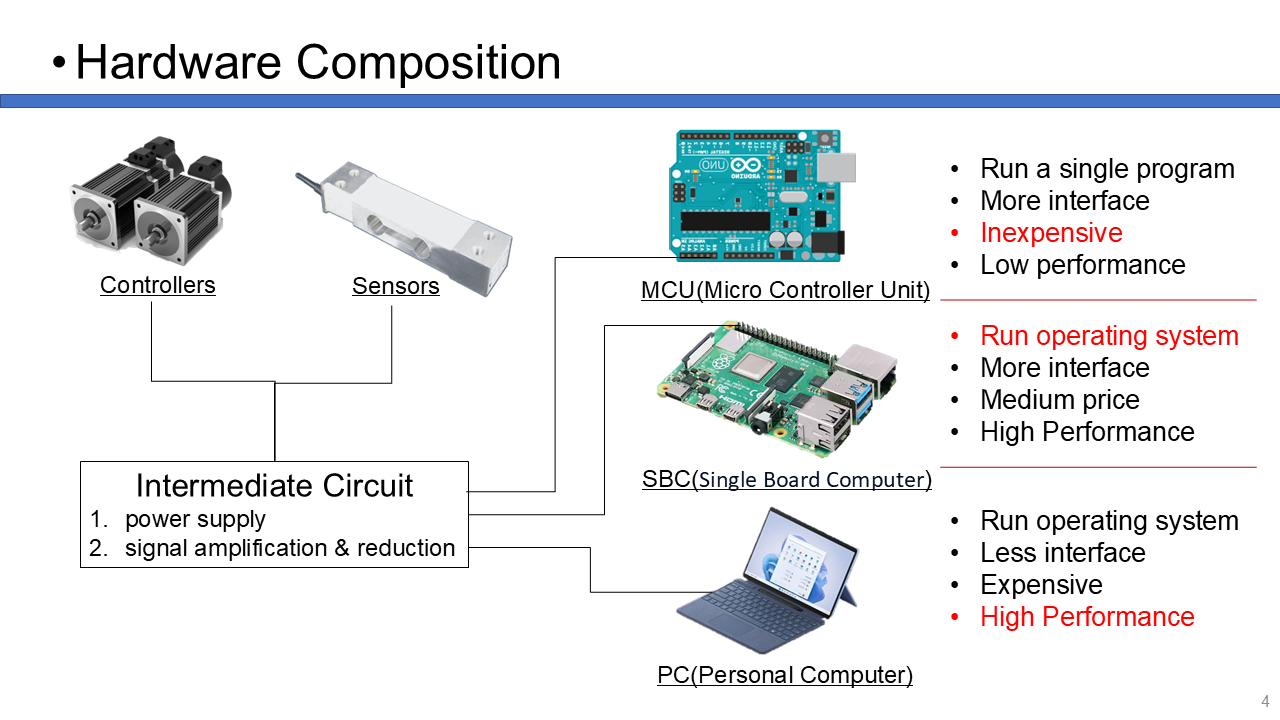 • Hardware Composition
Controllers
Sensors
MCU(Micro Controller Unit)
• Run a single program
• More interface
• Inexpensive
• Low performance
SBC(Single Board Computer)
• Run operating system
• More interface
• Medium price
• High Performance
Intermediate Circuit
1. power supply
2. signal amplification & reduction
PC(Personal Computer)
• Run operating system
• Less interface
• Expensive
• High Performance
UNO
ARDUINO
HDMI
4